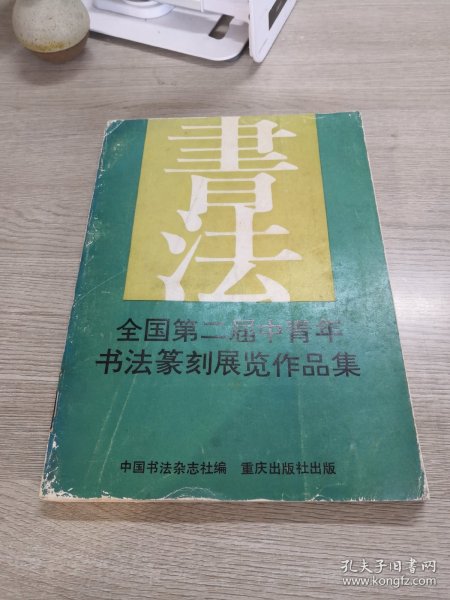 書法
全国第二届中青年
书法篆刻展览作品集
中国书法杂志社编 重庆出版社出版
孔夫子旧书网
www.kongfz.com